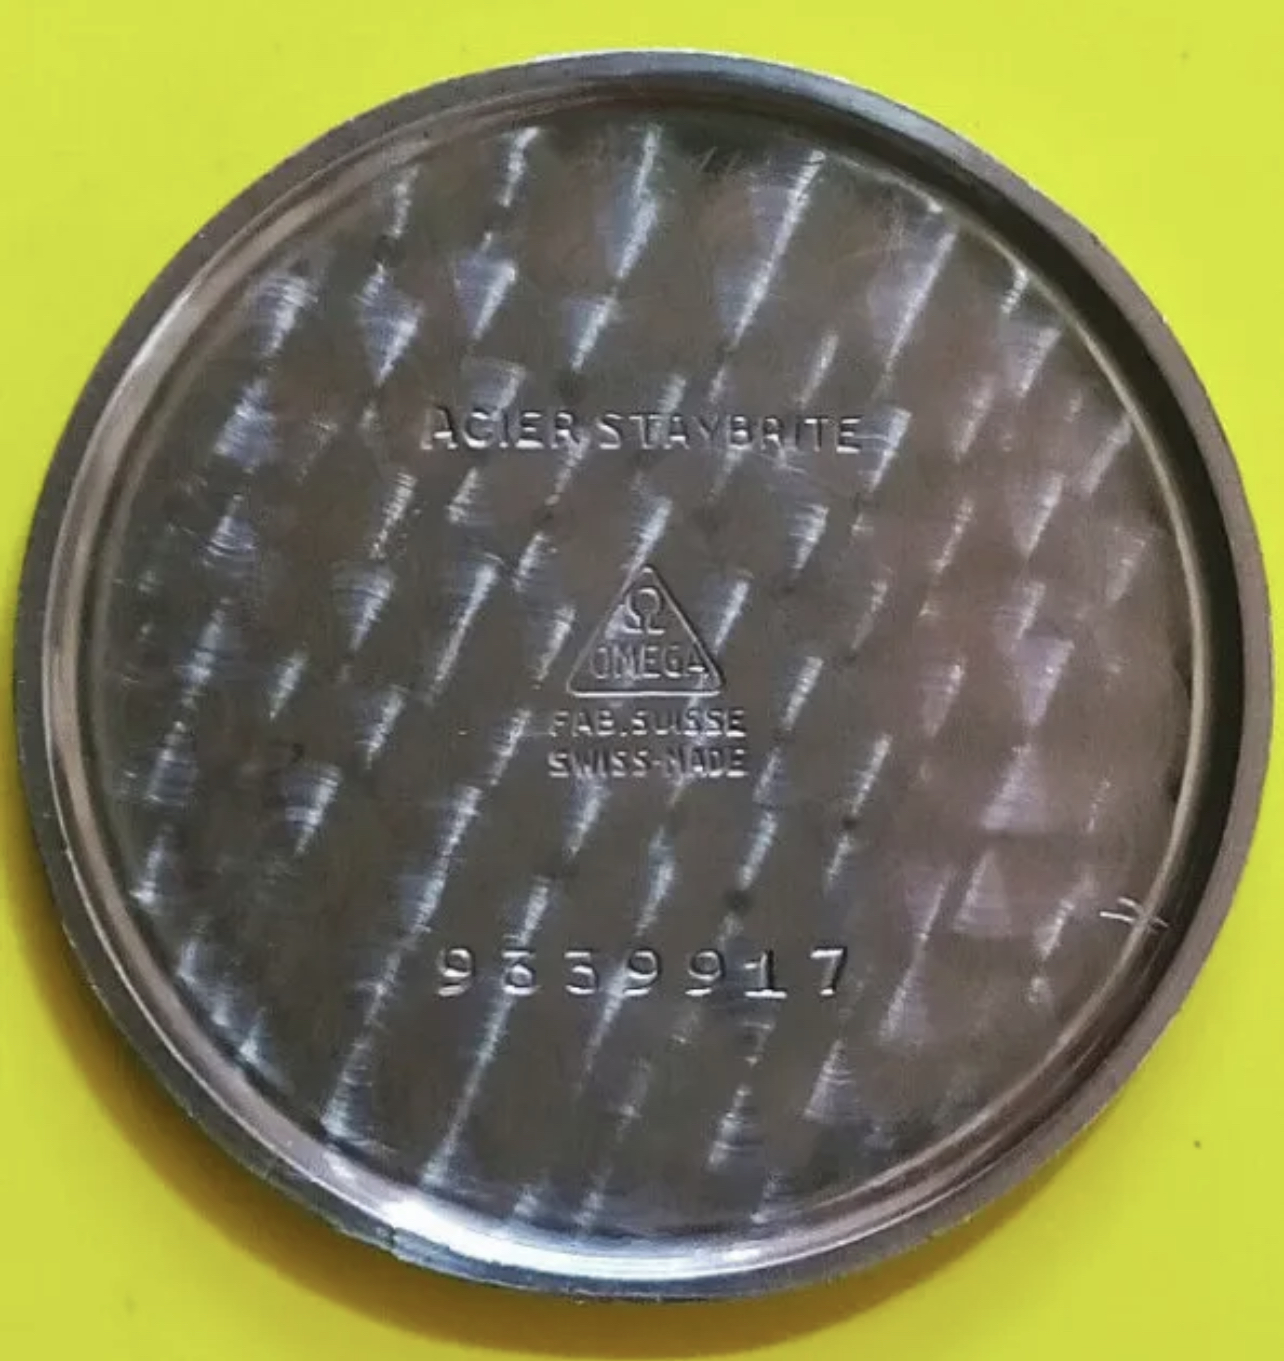 ACIER STAYBRITE
Ω
OMEGA
FAB.SUISSE
SWISS-MADE
9339917